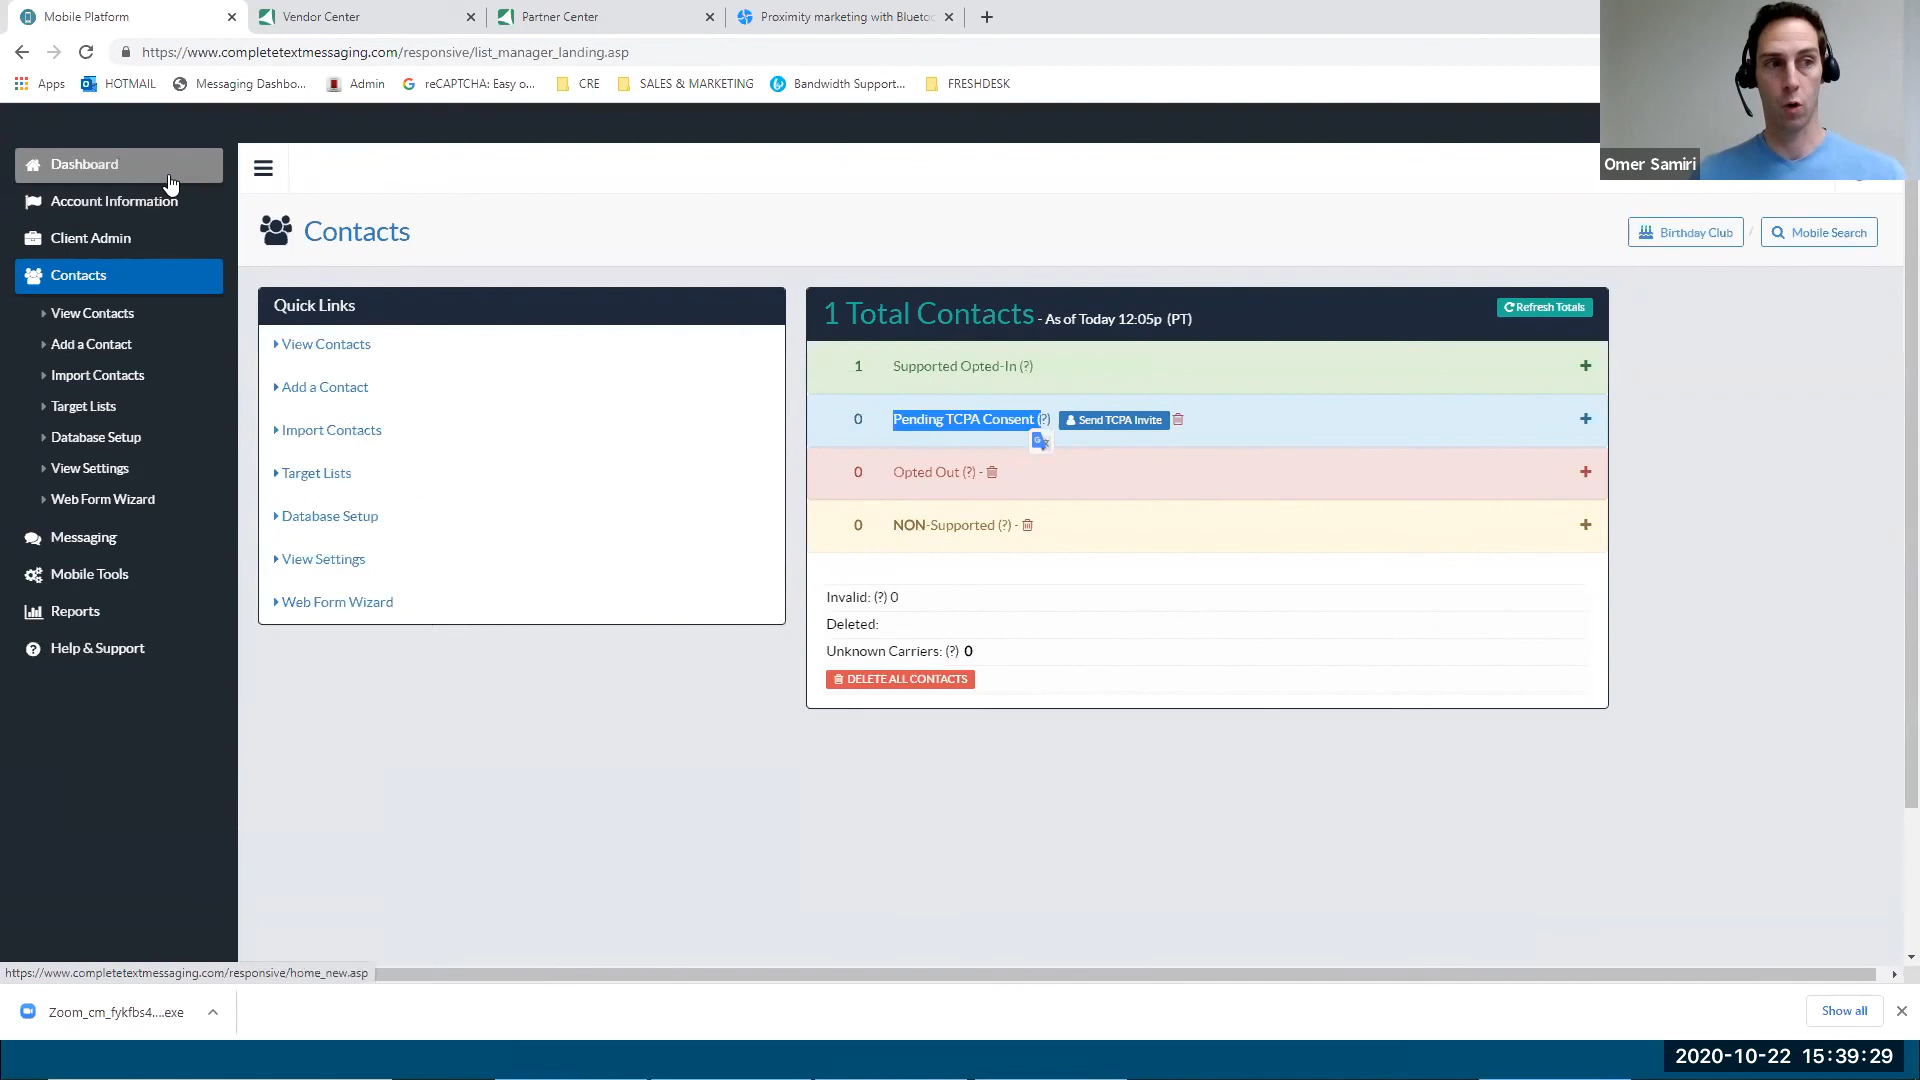 Mobile Platform
Vendor Center
Partner Center
Proximity marketing with Blueto
https://www.completetextmessaging.com/responsive/list_manager_landing.asp
Apps
HOTMAIL
Messaging Dashbo...
Admin
reCAPTCHA: Easy o...
CRE
SALES & MARKETING
Bandwidth Support...
FRESHDESK
Omer Samiri
Dashboard
Account Information
Client Admin
Contacts
View Contacts
Add a Contact
Import Contacts
Target Lists
Database Setup
View Settings
Web Form Wizard
Messaging
Mobile Tools
Reports
Help & Support
Contacts
Birthday Club / Mobile Search
Quick Links
View Contacts
Add a Contact
Import Contacts
Target Lists
Database Setup
View Settings
Web Form Wizard
1 Total Contacts - As of Today 12:05p (PT)
Refresh Totals
1 Supported Opted-In (?)
0 Pending TCPA Consent (?) Send TCPA Invite
0 Opted Out (?) -
0 NON-Supported (?) -
Invalid: (?) 0
Deleted:
Unknown Carriers: (?) 0
DELETE ALL CONTACTS
https://www.completetextmessaging.com/responsive/home_new.asp
Zoom_cm_fykfbs4....exe
Show all
2020-10-22 15:39:29